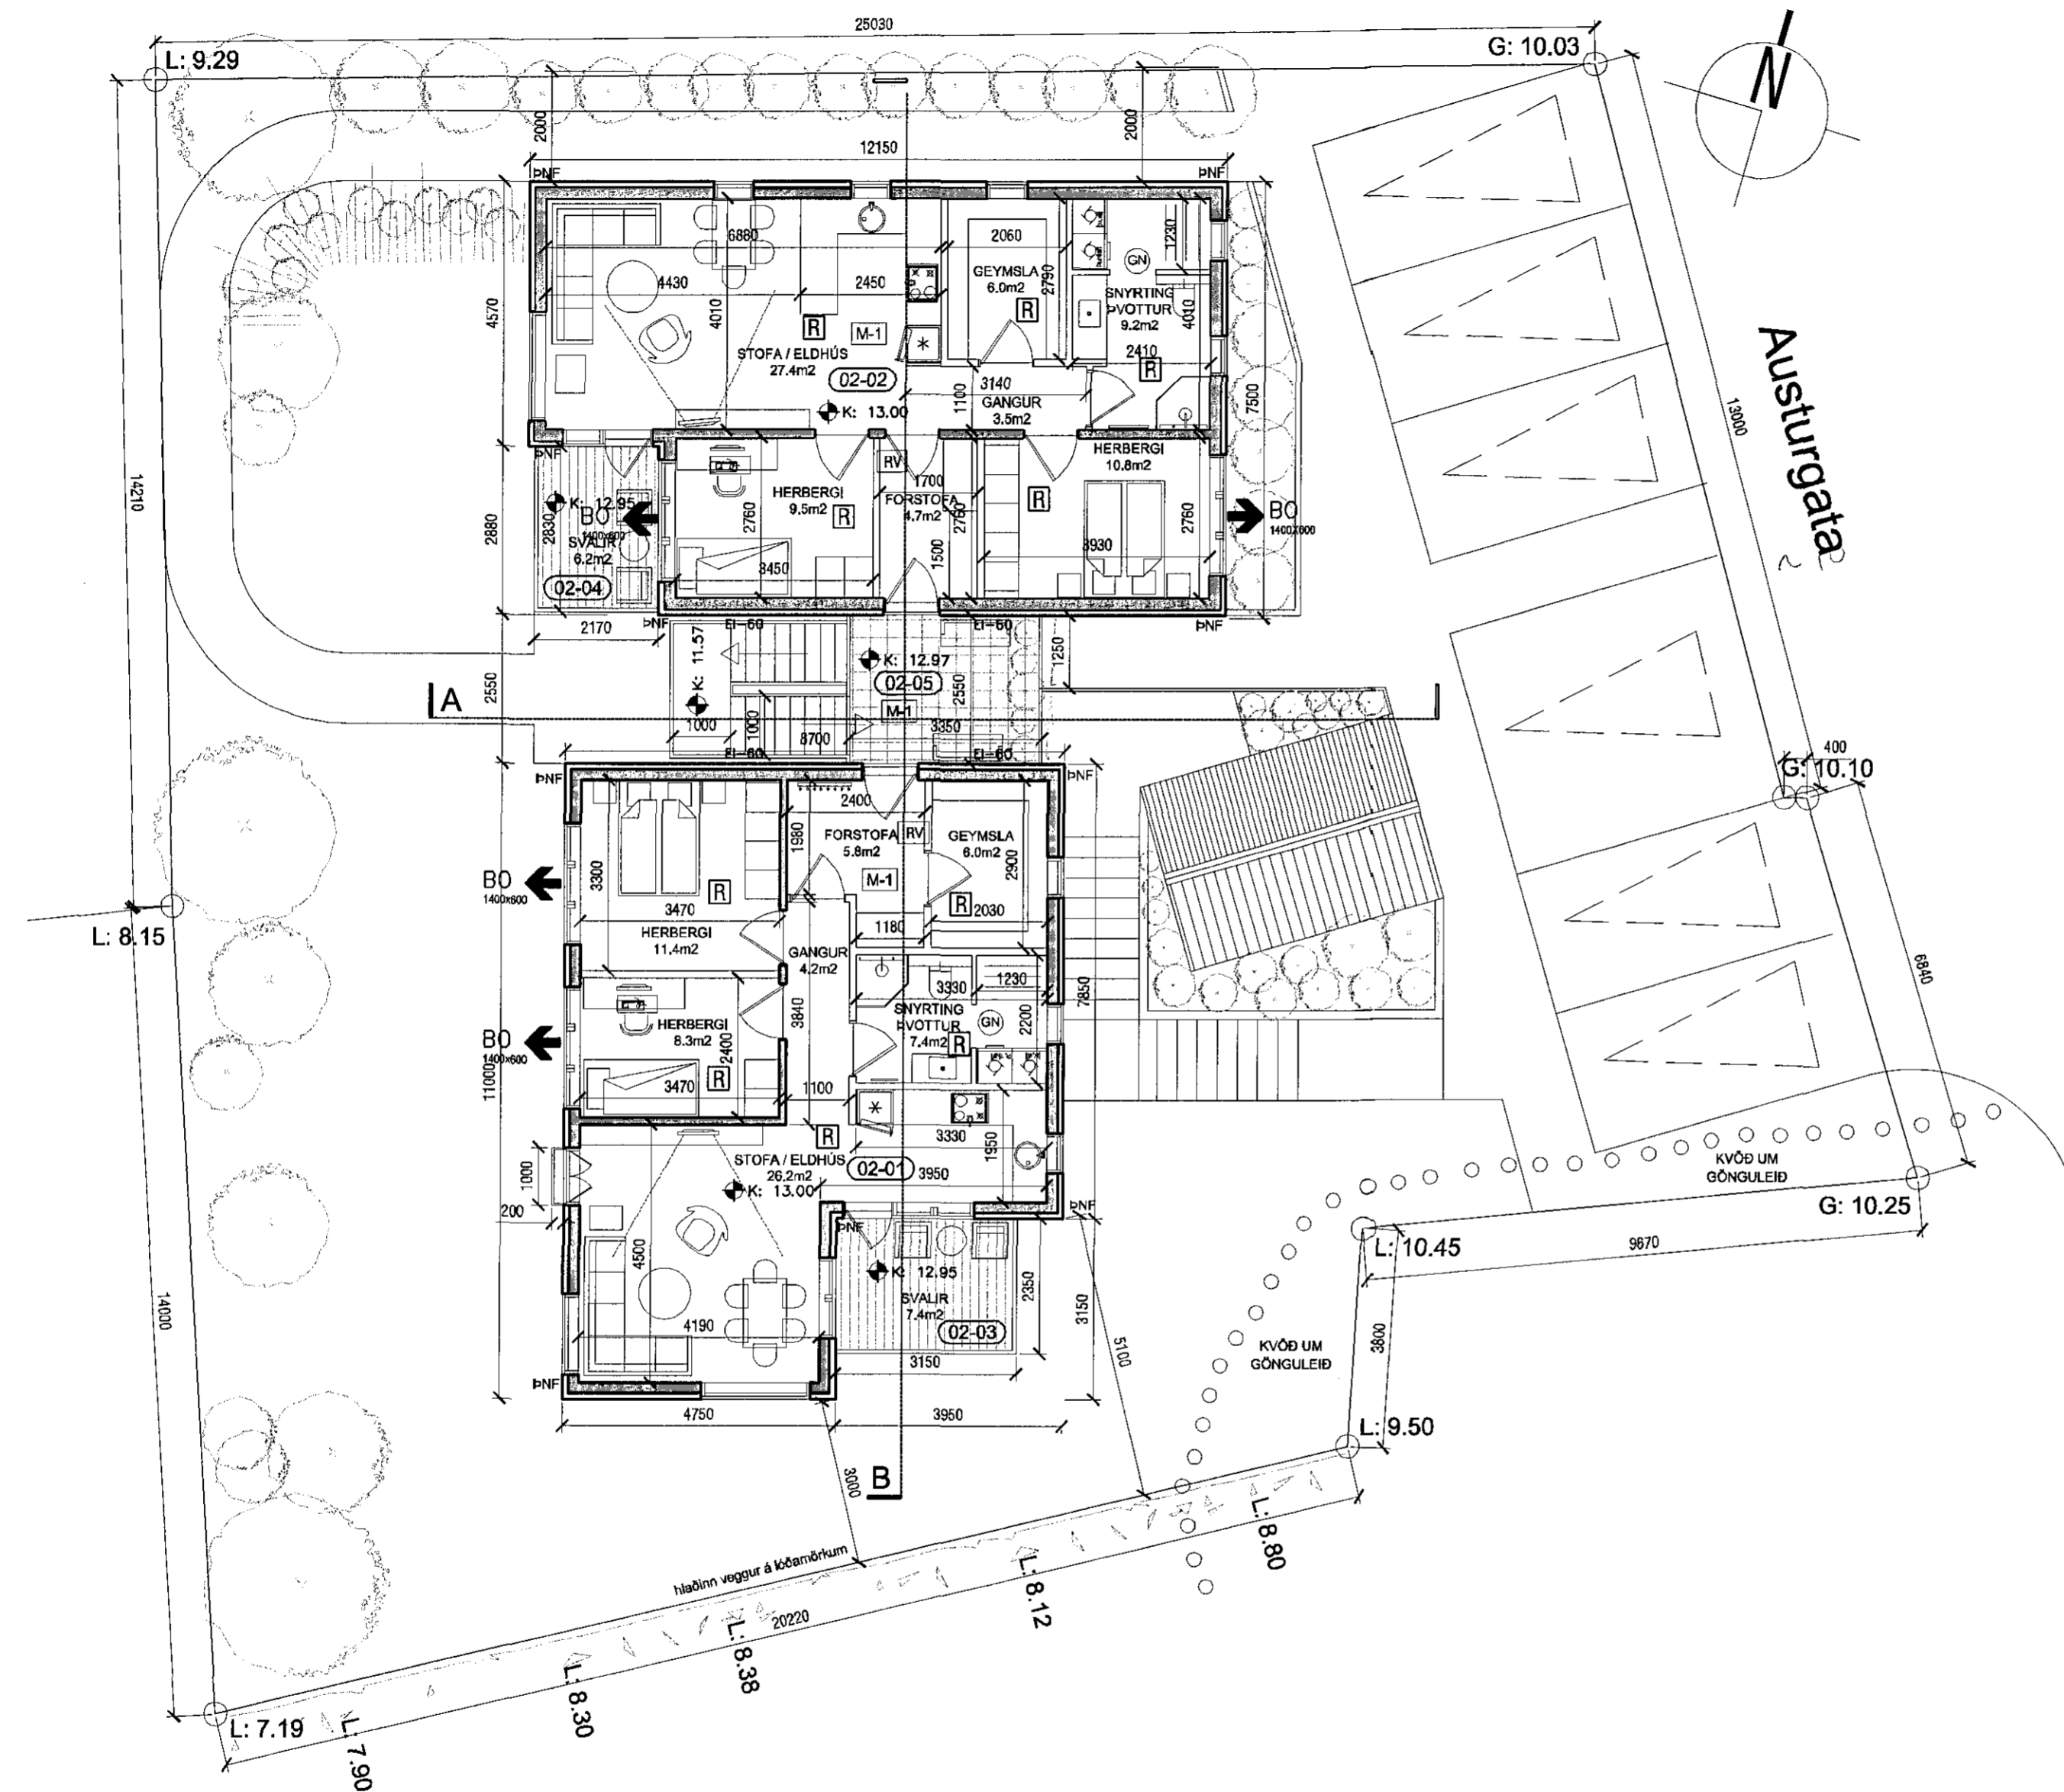 25030
L: 9.29
G: 10.03
N
2000
2000
12150
ÞNF
ÞNF
6880
2060
1230
GEYMSLA
6.0m2
2790
R
GN
SNYRTING
ÞVOTTUR
9.2m2
4010
4430
2450
4010
R
M-1
STOFA / ELDHÚS
27.4m2
02-02
K: 13.00
2410
R
3140
GANGUR
3.5m2
1100
4570
7500
13000
Austurgata
14210
ÞNF
HERBERGI
10.8m2
RV
1700
FORSTOFA
4.7m2
2760
HERBERGI
9.5m2
R
2760
R
2760
K: 12.95
BO
1400x600
2830
SVALIR
6.2m2
02-04
3450
1500
3930
BO
1400x600
2880
2170
ÞNF
EI-60
EI-60
ÞNF
K: 11.57
K: 12.97
02-05
M-1
2550
1250
2550
A
1000
1000
8700
3350
EI-60
EI-60
400
G: 10.10
ÞNF
ÞNF
2400
1980
FORSTOFA
5.8m2
RV
GEYMSLA
6.0m2
2900
M-1
3300
BO
1400x600
R
3470
HERBERGI
11.4m2
R
2030
1180
L: 8.15
GANGUR
4.2m2
3330
1230
7850
6840
SNYRTING
ÞVOTTUR
7.4m2
GN
2200
R
3840
HERBERGI
8.3m2
2400
BO
1400x600
R
3470
1100
11000
R
3330
1950
STOFA / ELDHÚS
26.2m2
02-01
3950
K: 13.00
1000
200
KVÖÐ UM
GÖNGULEIÐ
G: 10.25
ÞNF
ÞNF
L: 10.45
9670
4500
K: 12.95
SVALIR
7.4m2
02-03
2350
3150
5100
14000
4190
3150
KVÖÐ UM
GÖNGULEIÐ
3800
ÞNF
4750
3950
L: 9.50
3000
B
L: 8.80
hlaðinn veggur á lóðamörkum
L: 8.12
20220
L: 8.38
L: 8.30
L: 7.19
L: 7.90